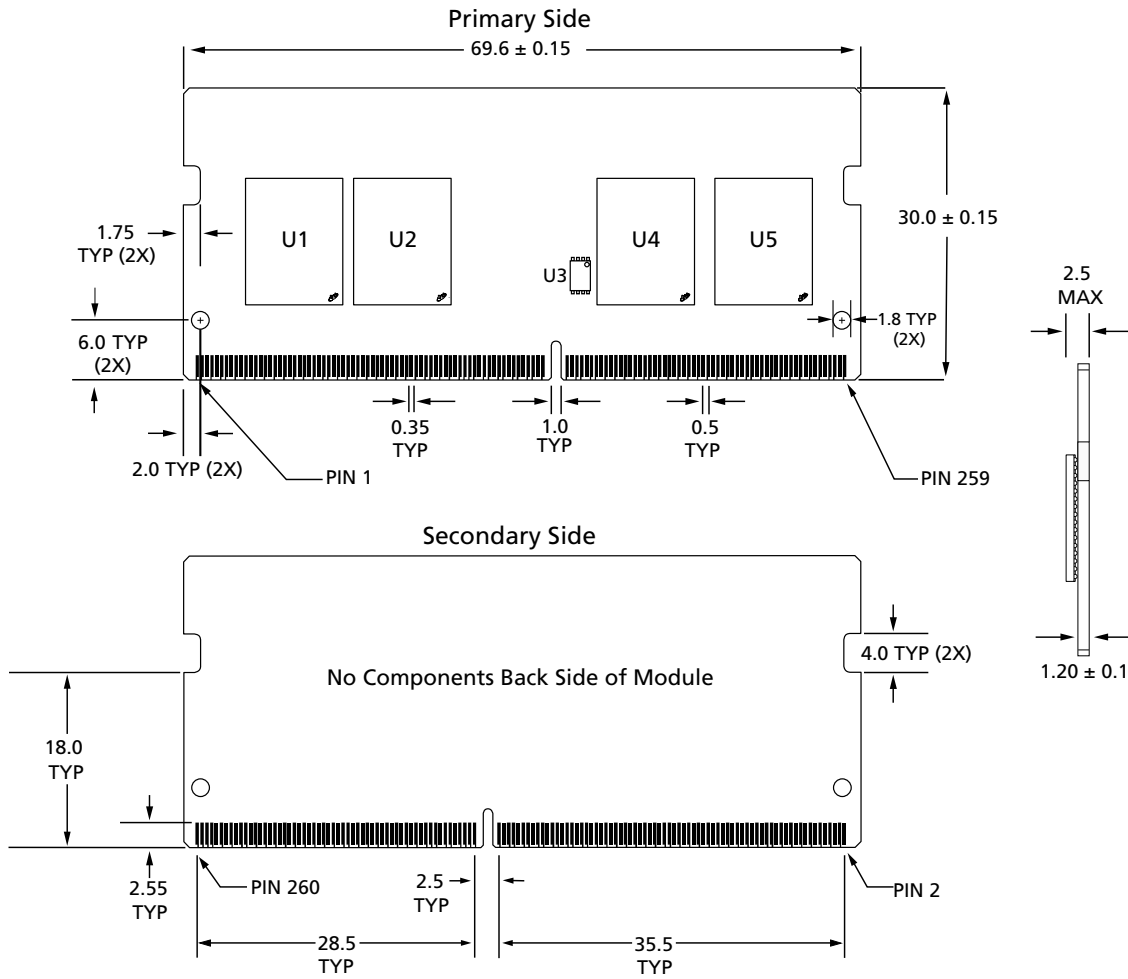 Primary Side
69.6 ± 0.15
U1
U2
U3
U4
U5
30.0 ± 0.15
1.75
TYP (2X)
6.0 TYP
(2X)
1.8 TYP
(2X)
2.0 TYP (2X)
PIN 1
0.35
TYP
1.0
TYP
0.5
TYP
PIN 259
2.5
MAX
1.20 ± 0.1
Secondary Side
No Components Back Side of Module
4.0 TYP (2X)
18.0
TYP
2.55
TYP
PIN 260
2.5
TYP
PIN 2
28.5
TYP
35.5
TYP